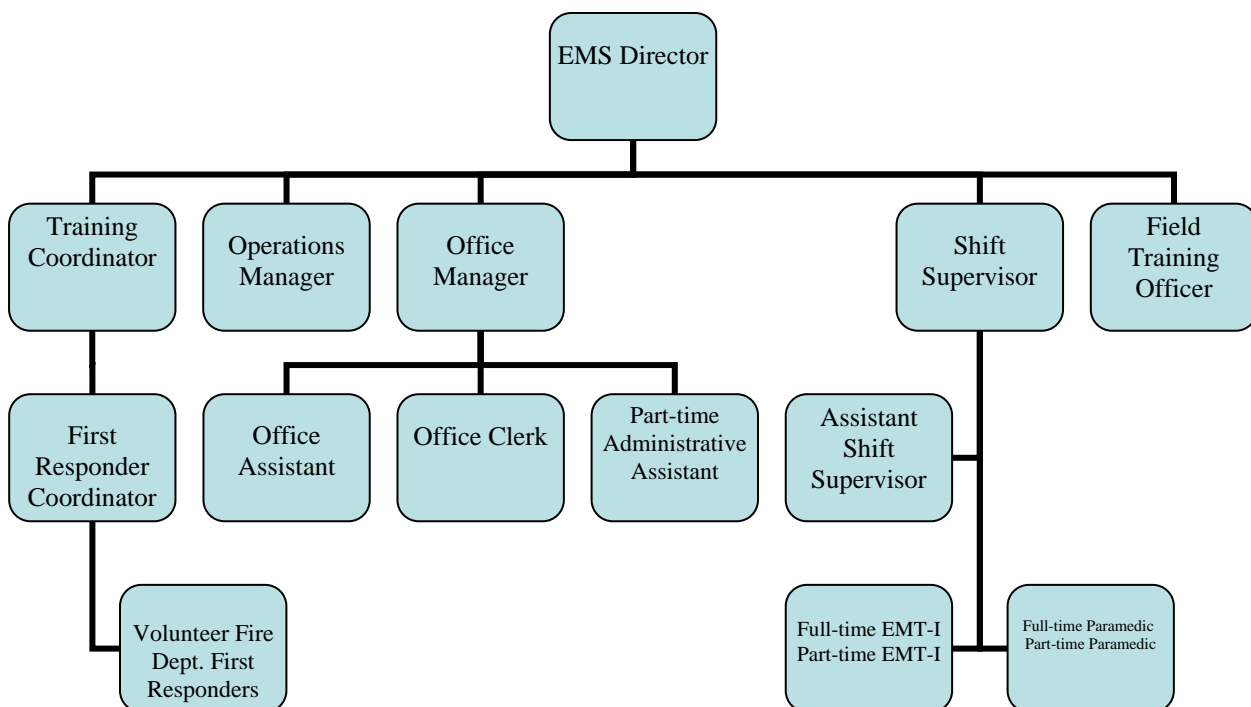 EMS Director
Training
Coordinator
Operations
Manager
Office
Manager
Shift
Supervisor
Field
Training
Officer
First
Responder
Coordinator
Office
Assistant
Office Clerk
Part-time
Administrative
Assistant
Assistant
Shift
Supervisor
Volunteer Fire
Dept. First
Responders
Full-time EMT-I
Part-time EMT-I
Full-time Paramedic
Part-time Paramedic